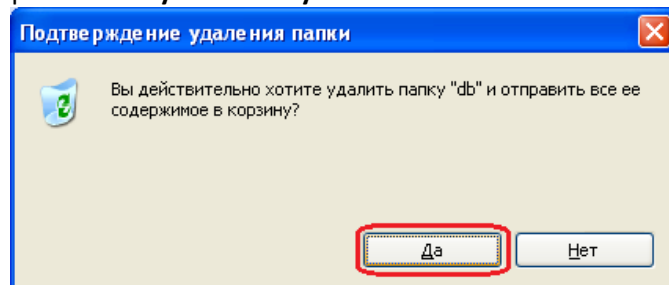 Подтверждение удаления папки
Вы действительно хотите удалить папку "db" и отправить все ее
содержимое в корзину?
Да
Нет